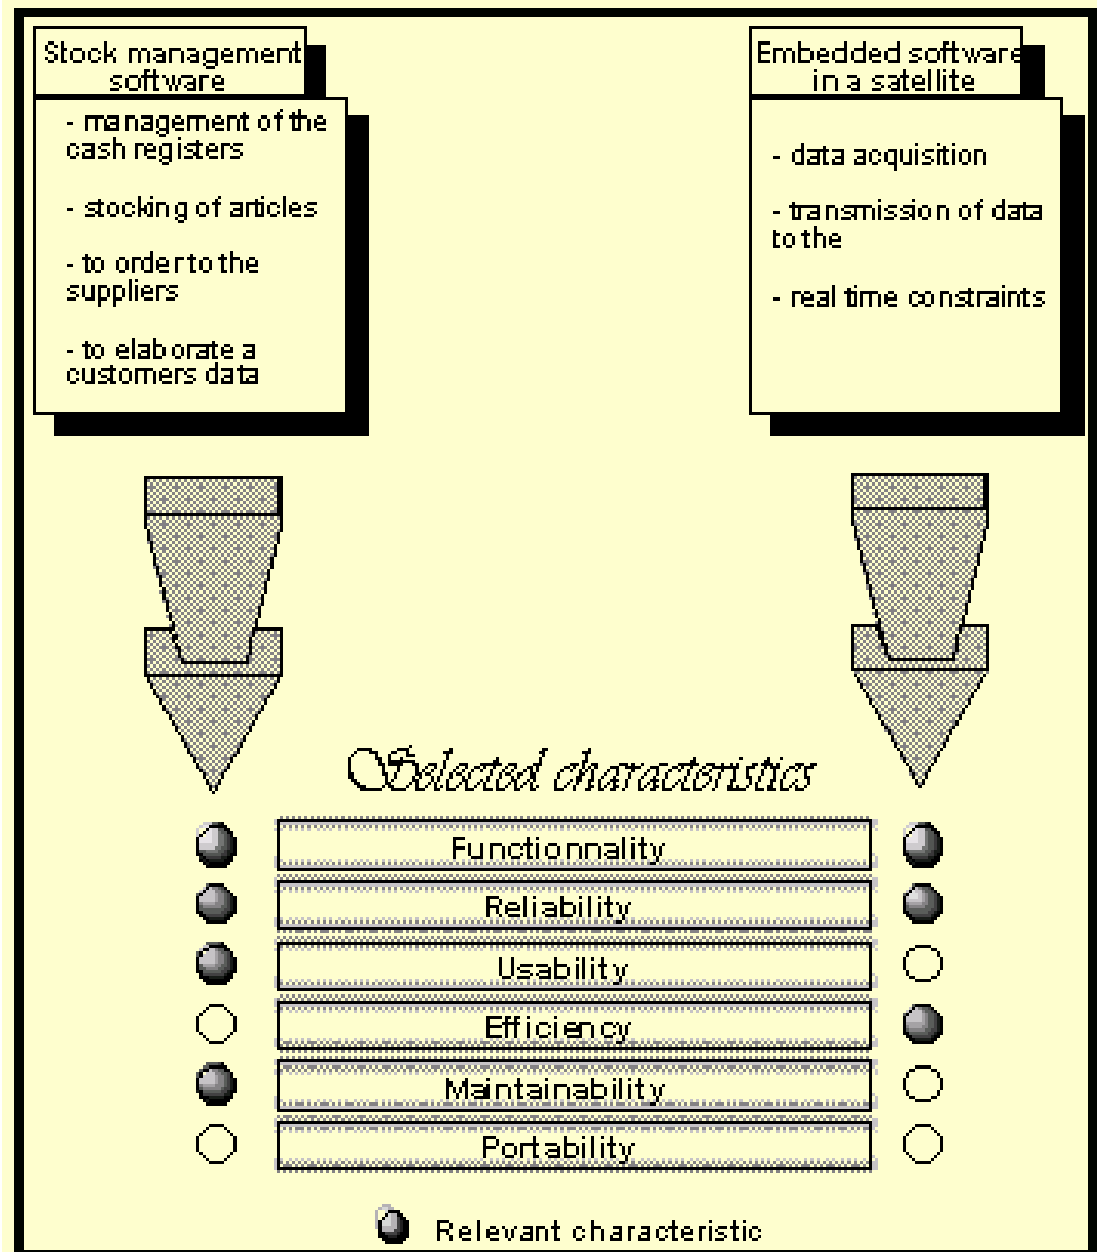 Stock management
software
- management of the
cash registers
- stocking of articles
- to order to the
suppliers
- to elaborate a
customers data
Embedded software
in a satellite
- data acquisition
- transmission of data
to the
- real time constraints
Selected characteristics
Functionnality
Reliability
Usability
Efficiency
Maintainability
Portability
Relevant characteristic